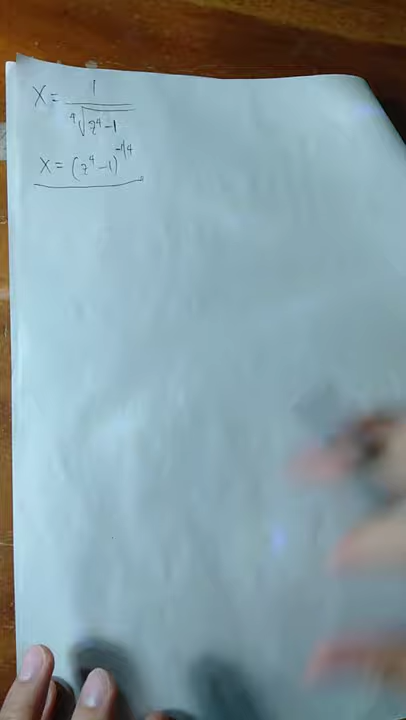 X = 1/⁴√(z⁴-1)
X = (z⁴-1)^-1/4